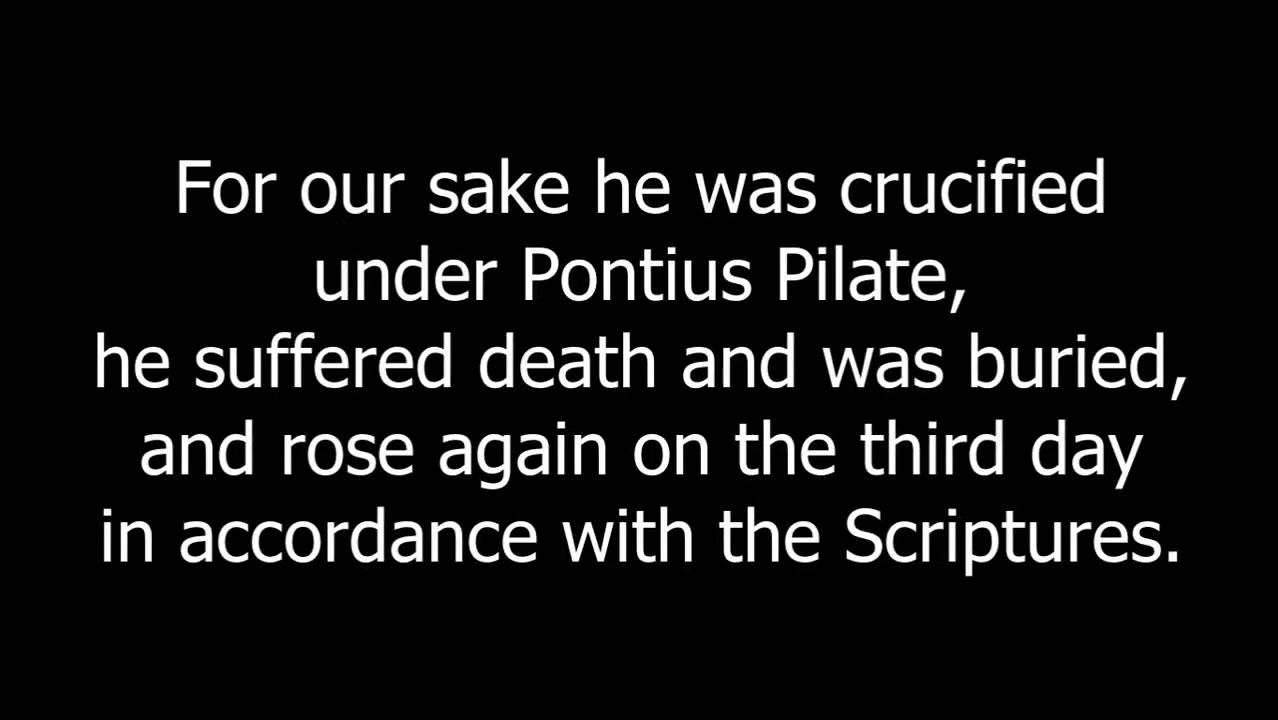 For our sake he was crucified
under Pontius Pilate,
he suffered death and was buried,
and rose again on the third day
in accordance with the Scriptures.